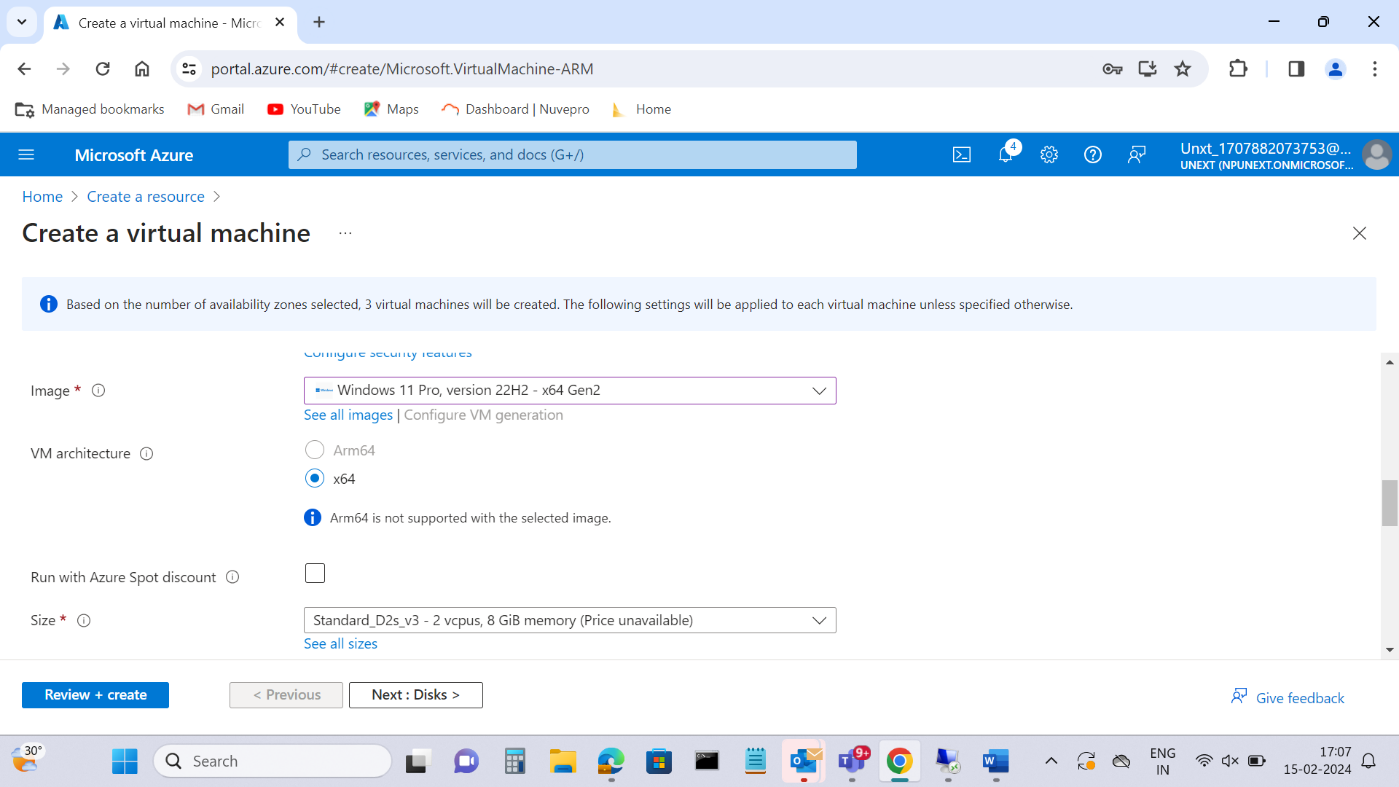 Create a virtual machine - Micro
portal.azure.com/#create/Microsoft.VirtualMachine-ARM
Managed bookmarks Gmail YouTube Maps Dashboard | Nuvepro Home
Microsoft Azure
Search resources, services, and docs (G+/)
4
Unxt_1707882073753@...
UNEXT (NPUNEXT.ONMICROSOF...
Home > Create a resource >
Create a virtual machine ...
Based on the number of availability zones selected, 3 virtual machines will be created. The following settings will be applied to each virtual machine unless specified otherwise.
Configure security features
Image * Windows 11 Pro, version 22H2 - x64 Gen2
See all images | Configure VM generation
VM architecture Arm64
x64
Arm64 is not supported with the selected image.
Run with Azure Spot discount
Size * Standard_D2s_v3 - 2 vcpus, 8 GiB memory (Price unavailable)
See all sizes
Review + create < Previous Next : Disks > Give feedback
30°
Search
9+
ENG
IN
17:07
15-02-2024